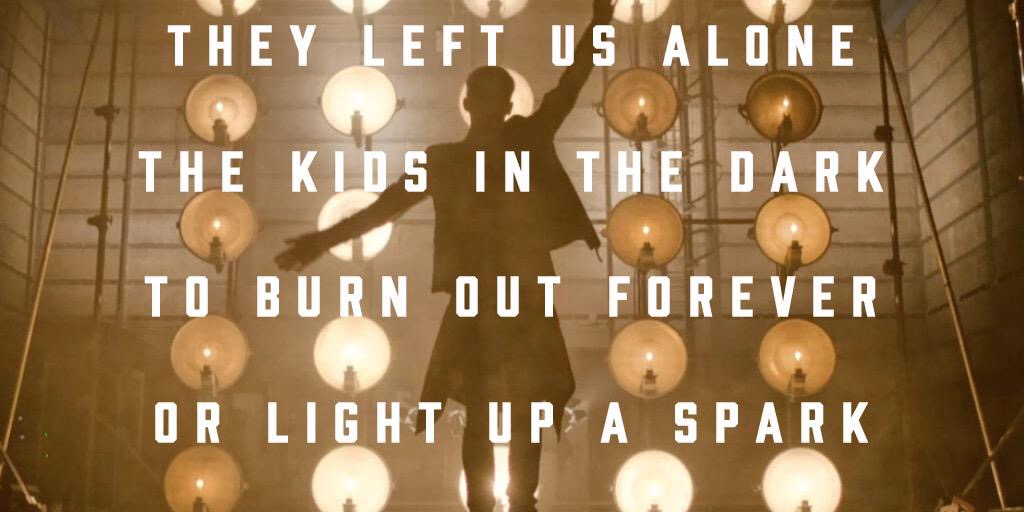 THEY LEFT US ALONE
THE KIDS IN THE DARK
TO BURN OUT FOREVER
OR LIGHT UP A SPARK